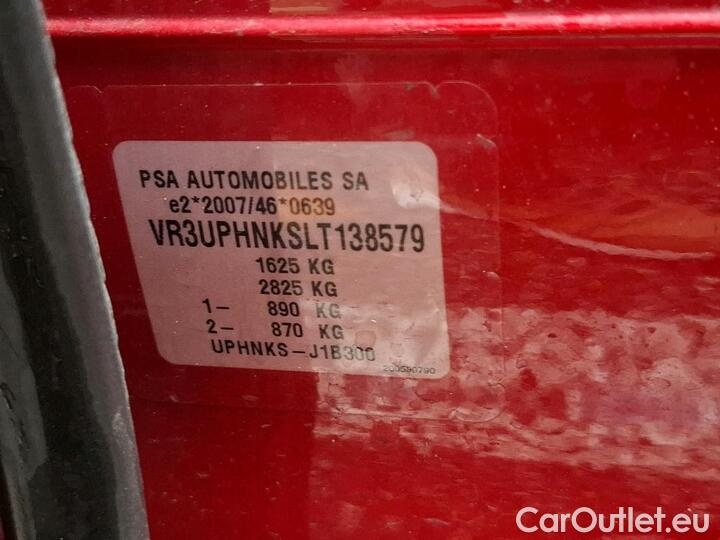 PSA AUTOMOBILES SA
e2*2007/46*0639
VR3UPHNKSLT138579
1625 KG
2825 KG
1- 890 KG
2- 870 KG
UPHNKS-J1B300
200590790
CarOutlet.eu